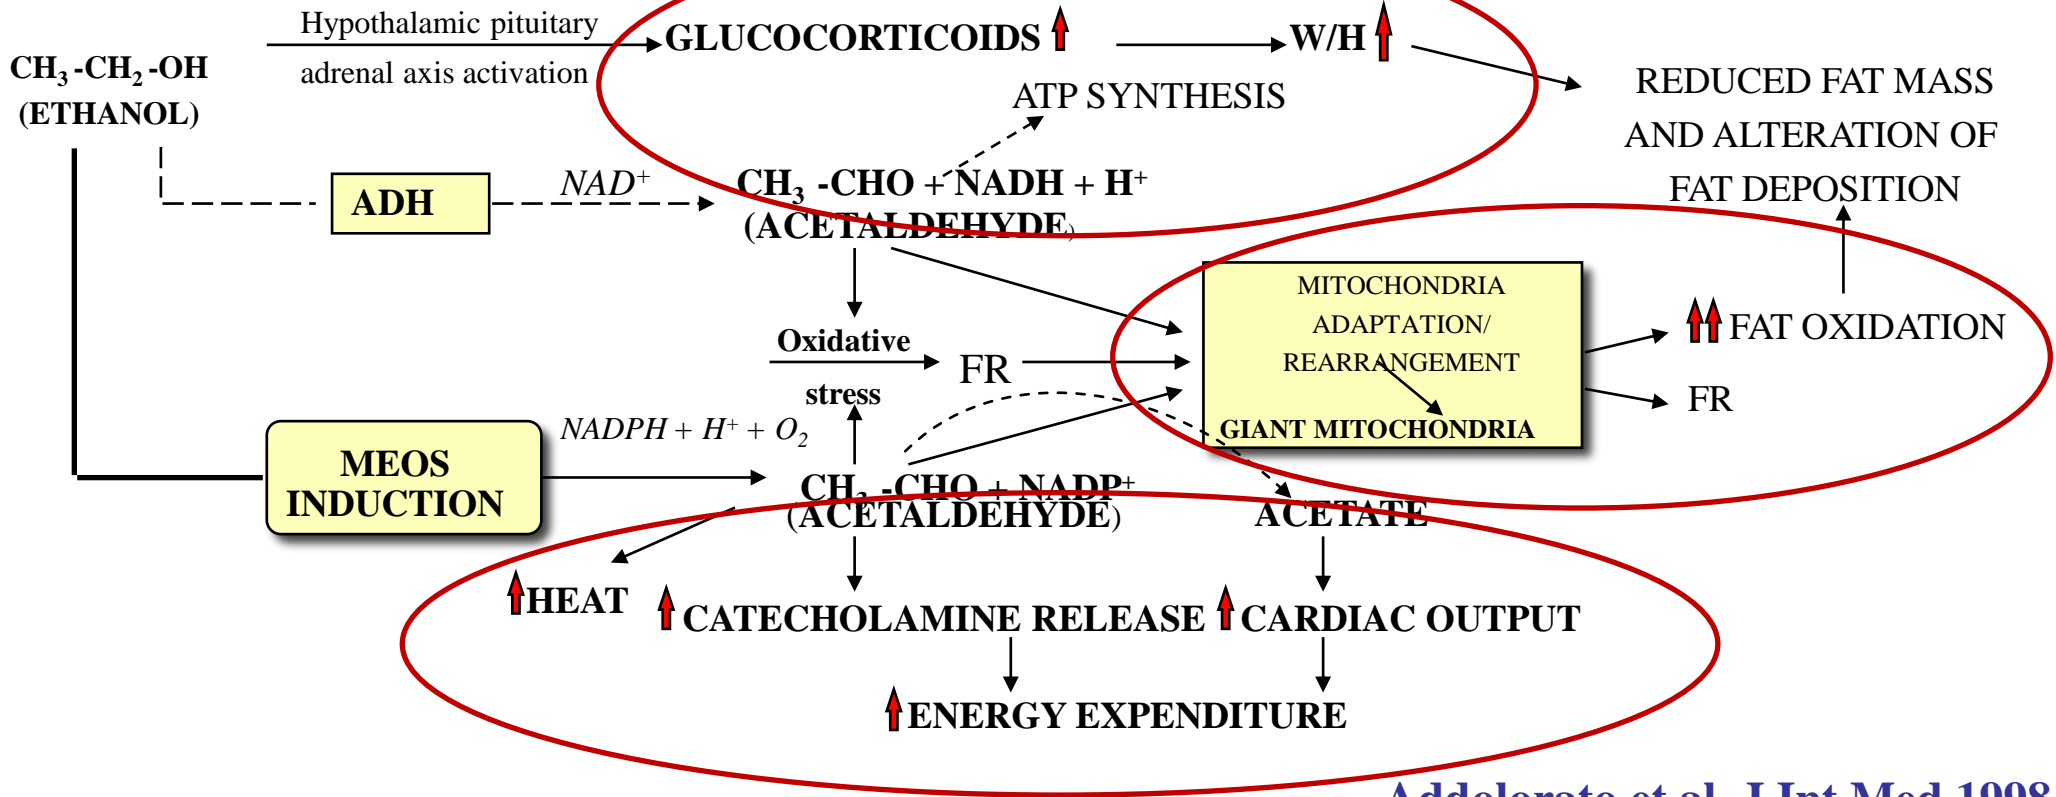 Hypothalamic pituitary
adrenal axis activation
GLUCOCORTICOIDS
W/H
CH₃ -CH₂ -OH
(ETHANOL)
ATP SYNTHESIS
REDUCED FAT MASS
AND ALTERATION OF
FAT DEPOSITION
ADH
NAD⁺
CH₃ -CHO + NADH + H⁺
(ACETALDEHYDE)
MITOCHONDRIA
ADAPTATION/
REARRANGEMENT
GIANT MITOCHONDRIA
Oxidative
stress
FR
FAT OXIDATION
FR
MEOS
INDUCTION
NADPH + H⁺ + O₂
CH₃ -CHO + NADP⁺
(ACETALDEHYDE)
ACETATE
HEAT
CATECHOLAMINE RELEASE
CARDIAC OUTPUT
ENERGY EXPENDITURE
Addolorato et al. J Int Med 1998